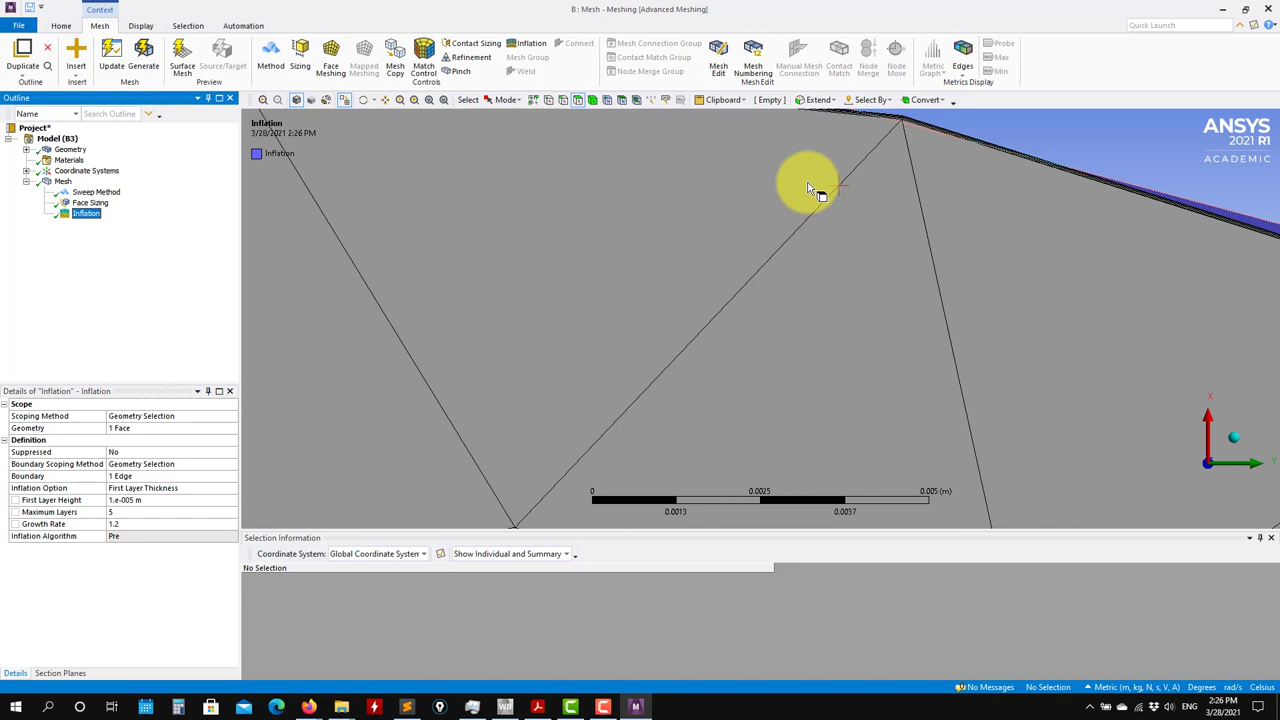 Context
B : Mesh - Meshing [Advanced Meshing]
File
Home
Mesh
Display
Selection
Automation
Quick Launch
Duplicate
Outline
Insert
Insert
Update
Generate
Mesh
Surface Mesh
Source/Target
Preview
Method
Sizing
Face Meshing
Mapped Meshing
Mesh Copy
Match Control
Contact Sizing
Refinement
Pinch
Inflation
Mesh Group
Connect
Weld
Controls
Mesh Connection Group
Contact Match Group
Node Merge Group
Mesh Edit
Mesh Numbering
Manual Mesh Connection
Contact Match
Node Merge
Node Move
Mesh Edit
Metric Graph
Edges
Probe
Max
Min
Metrics Display
Outline
Select
Mode
Clipboard
[ Empty ]
Extend
Select By
Convert
Name
Search Outline
Project*
Model (B3)
Geometry
Materials
Coordinate Systems
Mesh
Sweep Method
Face Sizing
Inflation
Inflation
3/28/2021 2:26 PM
Inflation
ANSYS
2021 R1
ACADEMIC
X
Y
0
0.0025
0.005 (m)
0.0013
0.0037
Details of "Inflation" - Inflation
Scope
Scoping Method Geometry Selection
Geometry 1 Face
Definition
Suppressed No
Boundary Scoping Method Geometry Selection
Boundary 1 Edge
Inflation Option First Layer Thickness
First Layer Height 1.e-005 m
Maximum Layers 5
Growth Rate 1.2
Inflation Algorithm Pre
Selection Information
Coordinate System: Global Coordinate System
Show Individual and Summary
No Selection
Details
Section Planes
No Messages
No Selection
Metric (m, kg, N, s, V, A)
Degrees
rad/s
Celsius
2:26 PM
3/28/2021